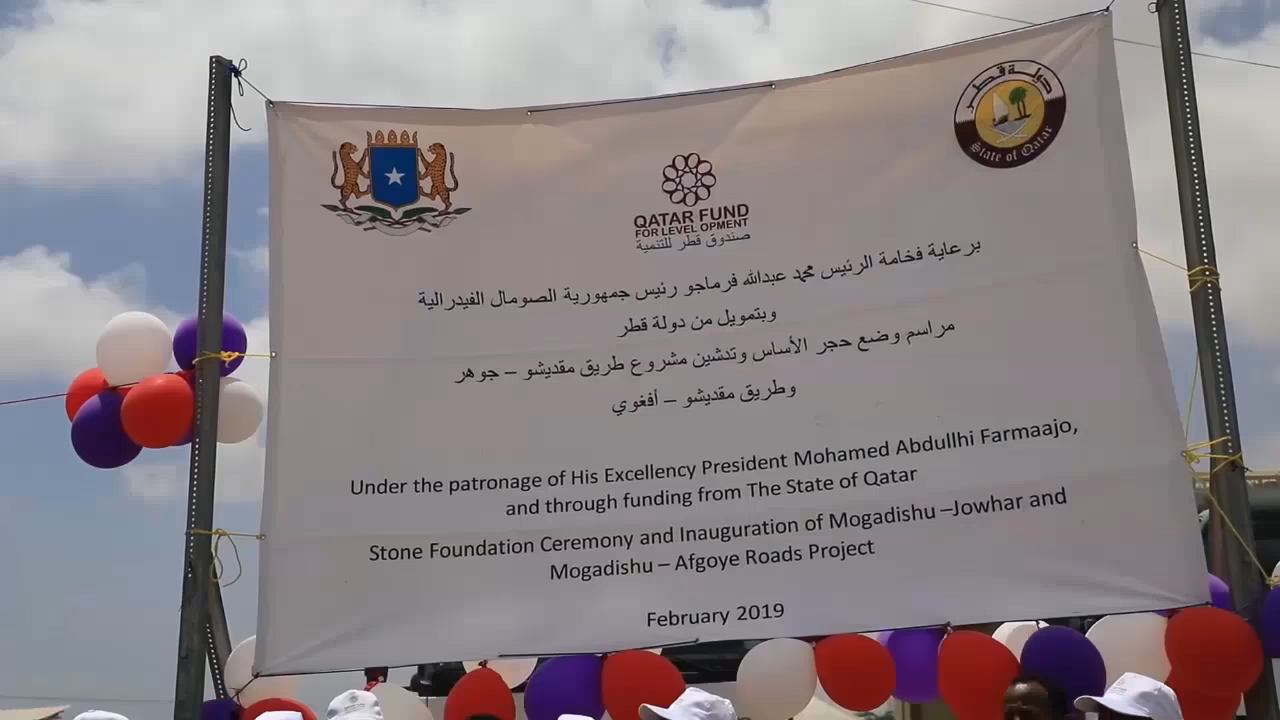 دولة قطر
State of Qatar
QATAR FUND
FOR LEVEL OPMENT
صندوق قطر للتنمية
برعاية فخامة الرئيس محمد عبدالله فرماجو رئيس جمهورية الصومال الفيدرالية
وبتمويل من دولة قطر
مراسم وضع حجر الأساس وتدشين مشروع طريق مقديشو – جوهر
وطريق مقديشو – أفغوي
Under the patronage of His Excellency President Mohamed Abdullhi Farmaajo,
and through funding from The State of Qatar
Stone Foundation Ceremony and Inauguration of Mogadishu –Jowhar and
Mogadishu – Afgoye Roads Project
February 2019